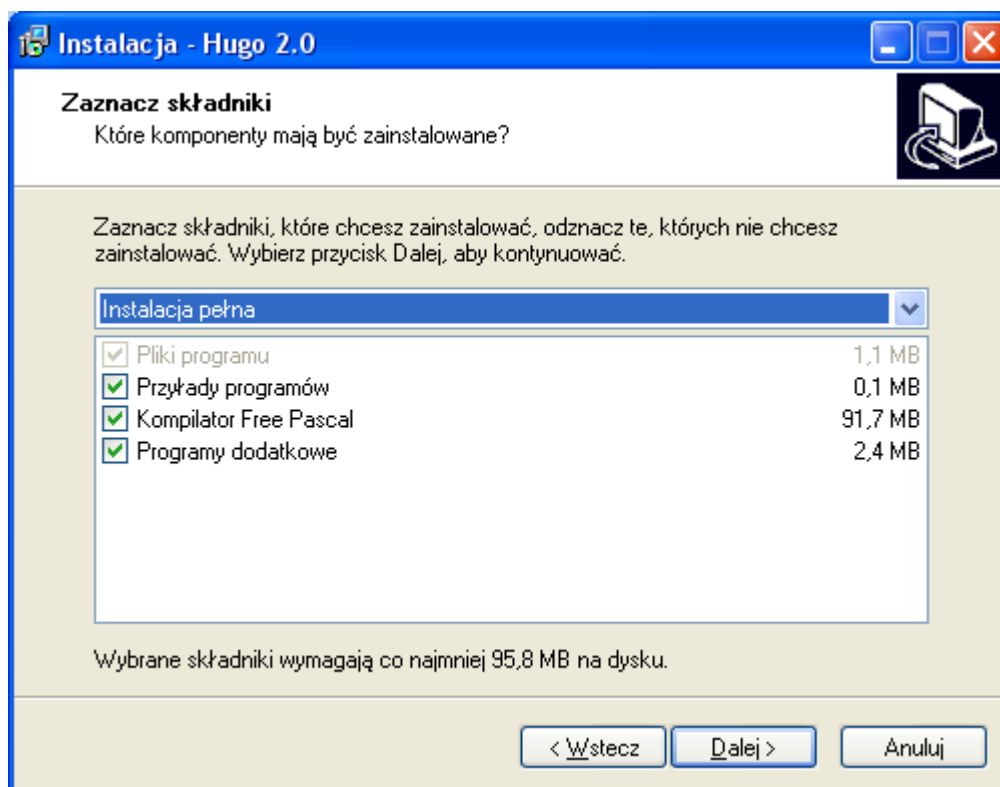 Instalacja - Hugo 2.0
Zaznacz składniki
Które komponenty mają być zainstalowane?
Zaznacz składniki, które chcesz zainstalować, odznacz te, których nie chcesz
zainstalować. Wybierz przycisk Dalej, aby kontynuować.
Instalacja pełna
Pliki programu 1,1 MB
Przykłady programów 0,1 MB
Kompilator Free Pascal 91,7 MB
Programy dodatkowe 2,4 MB
Wybrane składniki wymagają co najmniej 95,8 MB na dysku.
< Wstecz Dalej > Anuluj